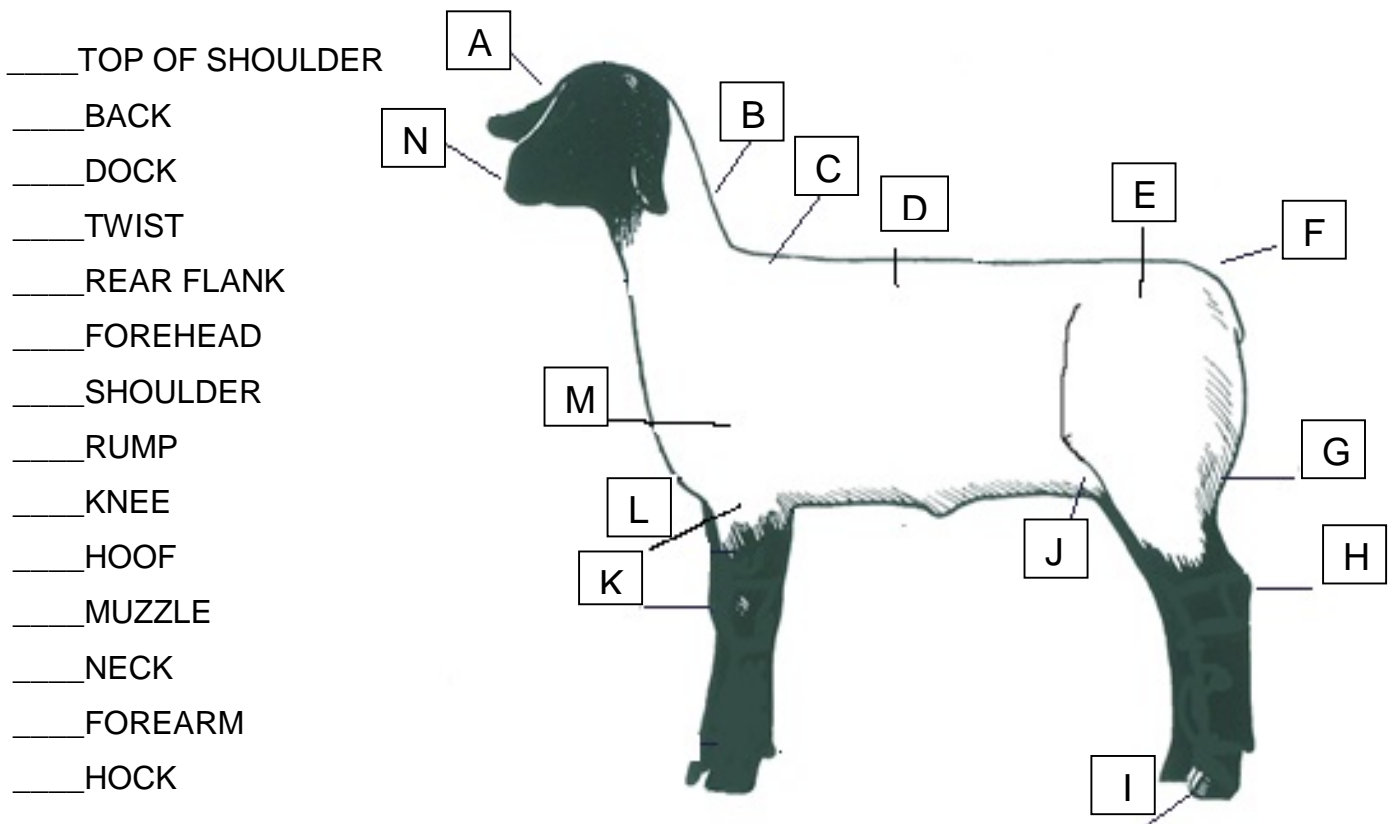 ____TOP OF SHOULDER
____BACK
____DOCK
____TWIST
____REAR FLANK
____FOREHEAD
____SHOULDER
____RUMP
____KNEE
____HOOF
____MUZZLE
____NECK
____FOREARM
____HOCK
A
N
B
C
D
E
F
M
G
L
J
H
K
I